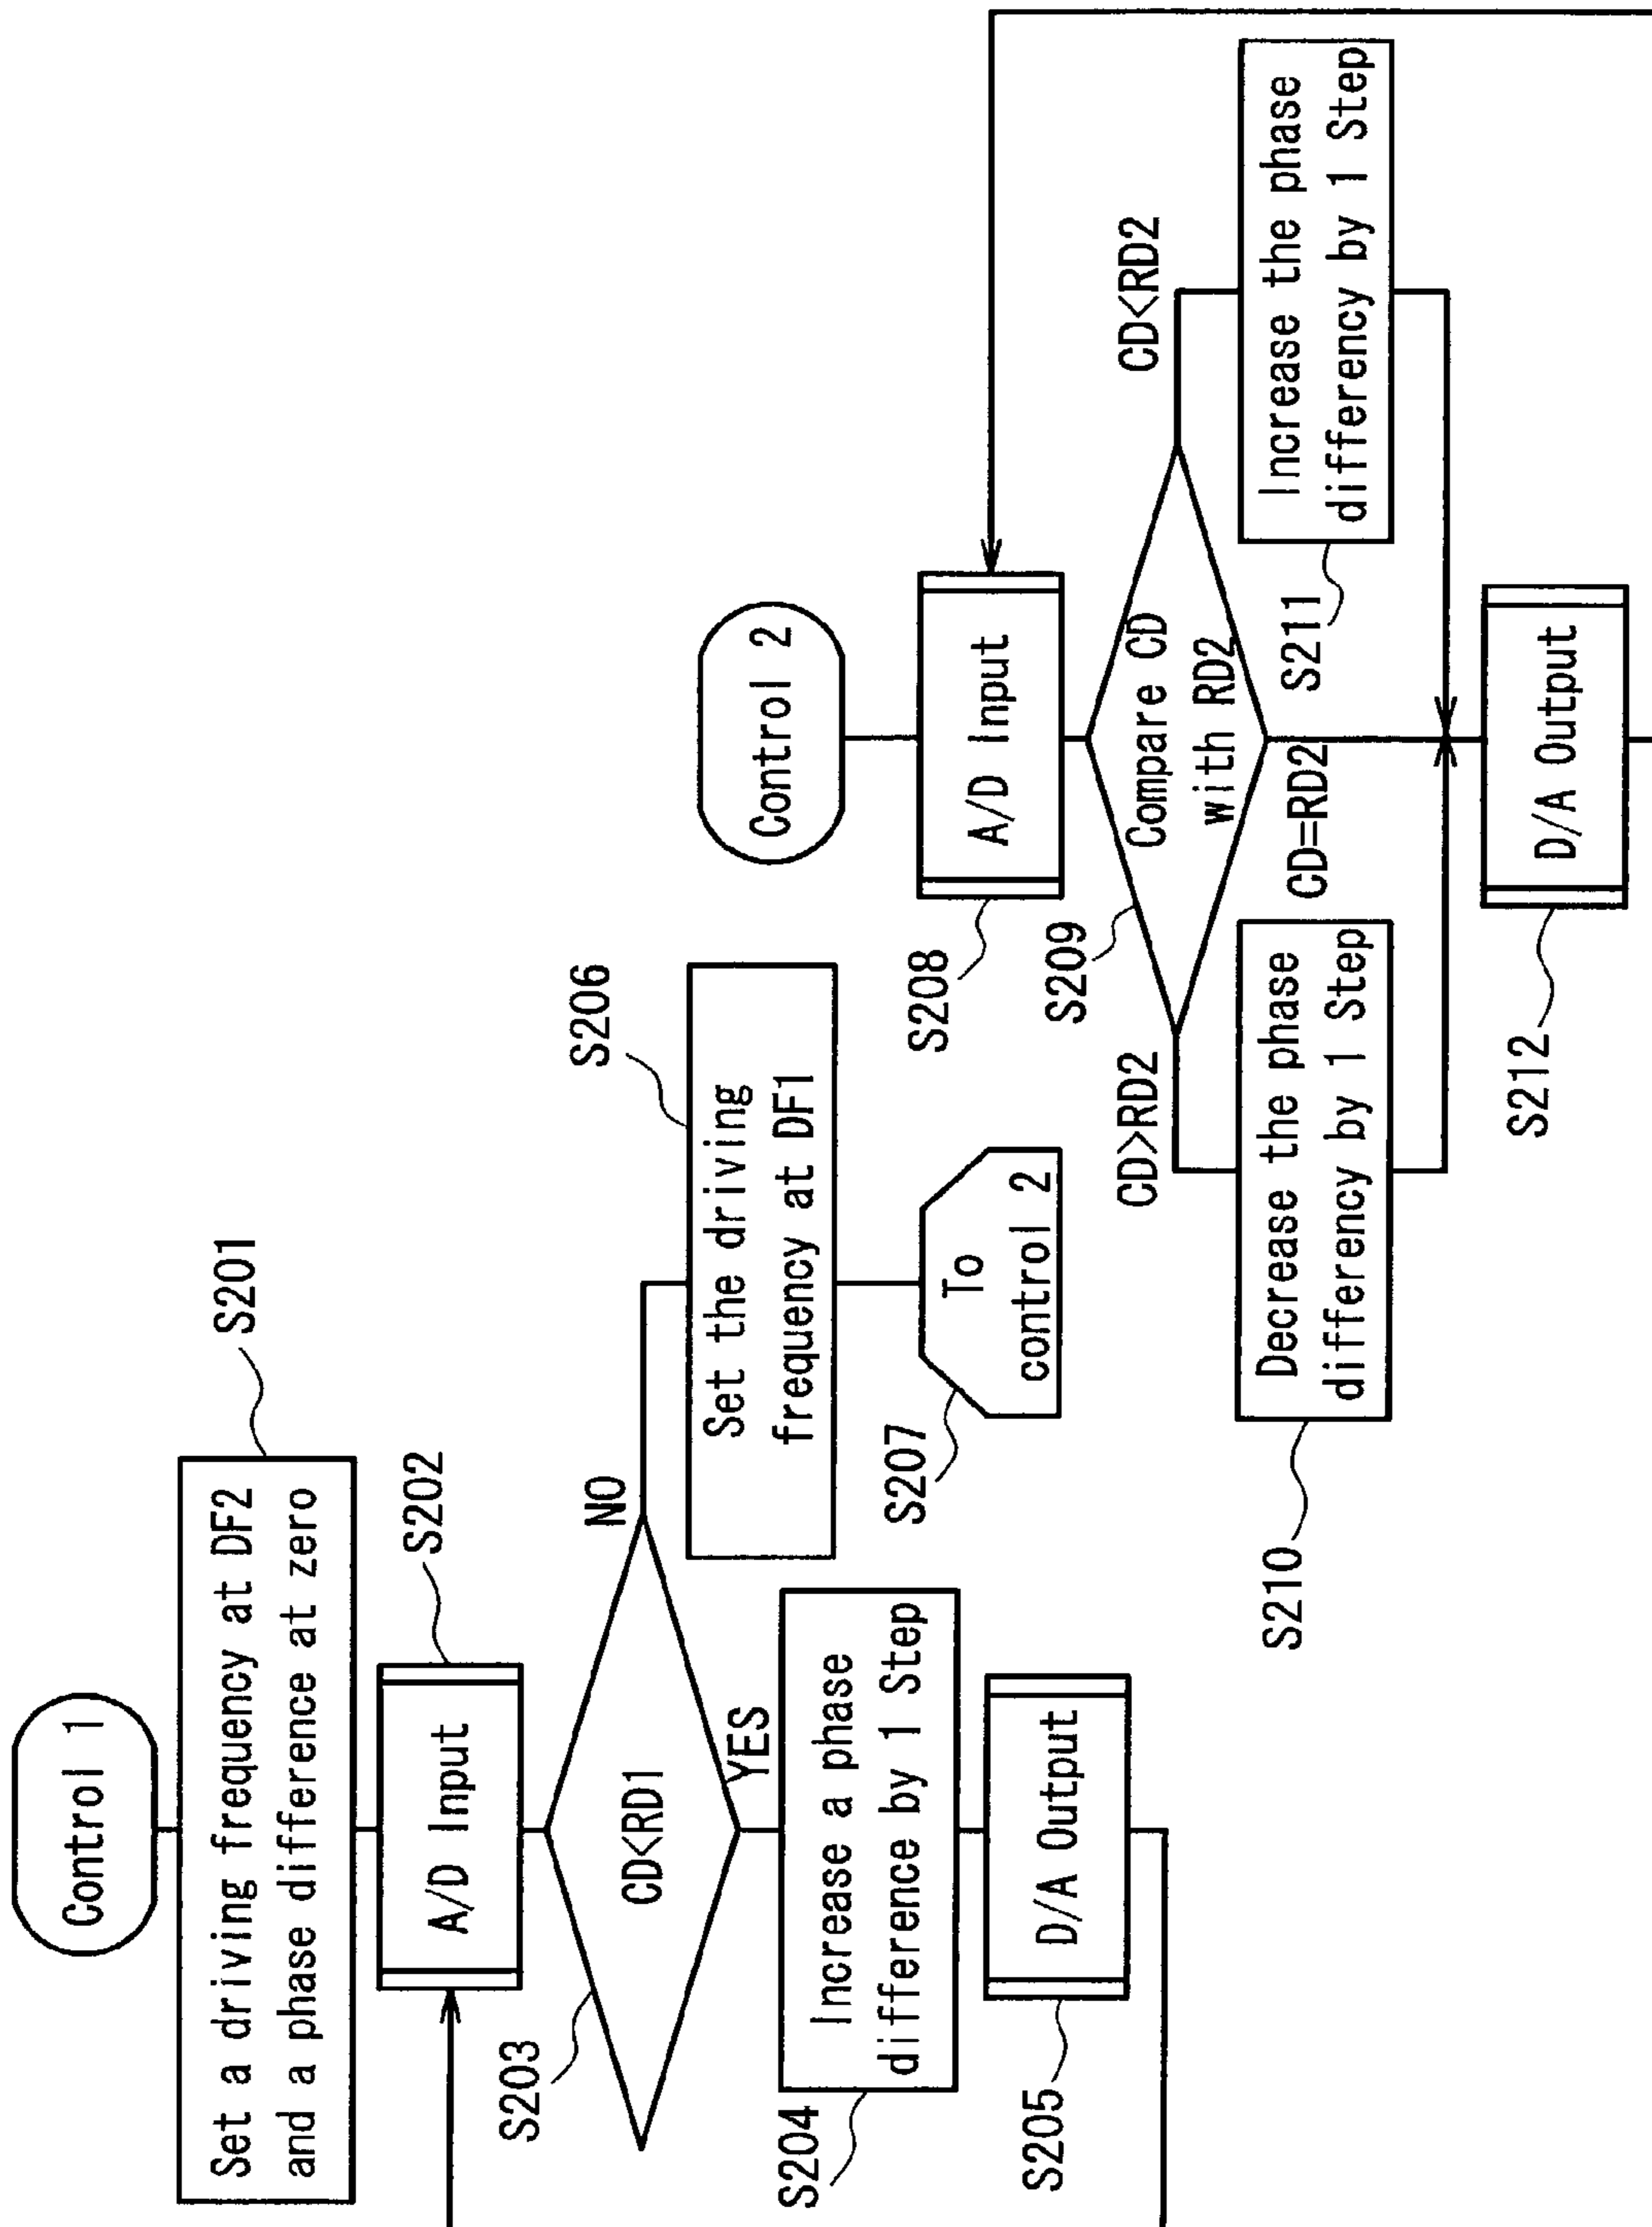 Control 1
Set a driving frequency at DF2
and a phase difference at zero
S201
A/D Input
S202
CD<RD1
S203
NO
YES
Increase a phase
difference by 1 Step
S204
D/A Output
S205
Set the driving
frequency at DF1
S206
To
control 2
S207
Control 2
A/D Input
S208
Compare CD
with RD2
S209
CD>RD2
CD=RD2
CD<RD2
Decrease the phase
differency by 1 Step
S210
Increase the phase
differency by 1 Step
S211
D/A Output
S212